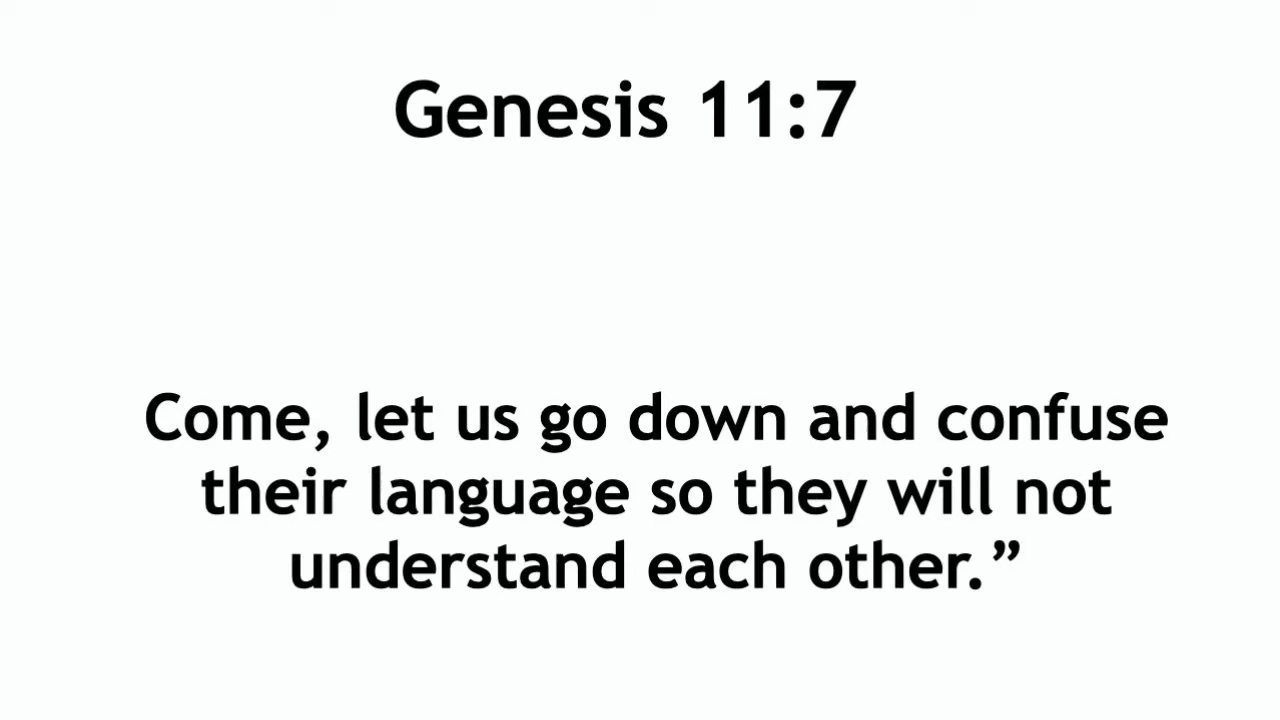 Genesis 11:7
Come, let us go down and confuse
their language so they will not
understand each other.”